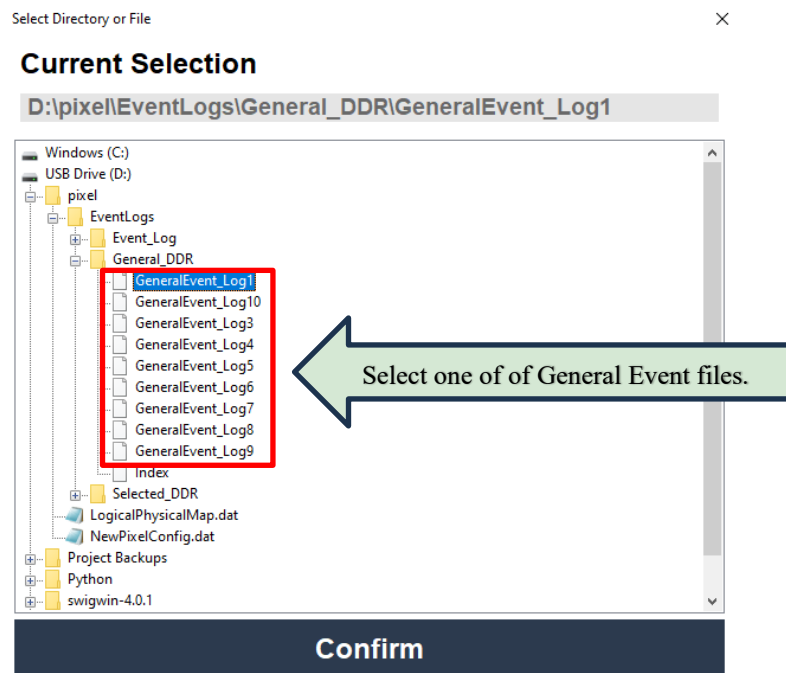 Select Directory or File
Current Selection
D:\pixel\EventLogs\General_DDR\GeneralEvent_Log1
Windows (C:)
USB Drive (D:)
pixel
EventLogs
Event_Log
General_DDR
GeneralEvent_Log1
GeneralEvent_Log10
GeneralEvent_Log3
GeneralEvent_Log4
GeneralEvent_Log5
GeneralEvent_Log6
GeneralEvent_Log7
GeneralEvent_Log8
GeneralEvent_Log9
Index
Selected_DDR
LogicalPhysicalMap.dat
NewPixelConfig.dat
Project Backups
Python
swigwin-4.0.1
Select one of of General Event files.
Confirm